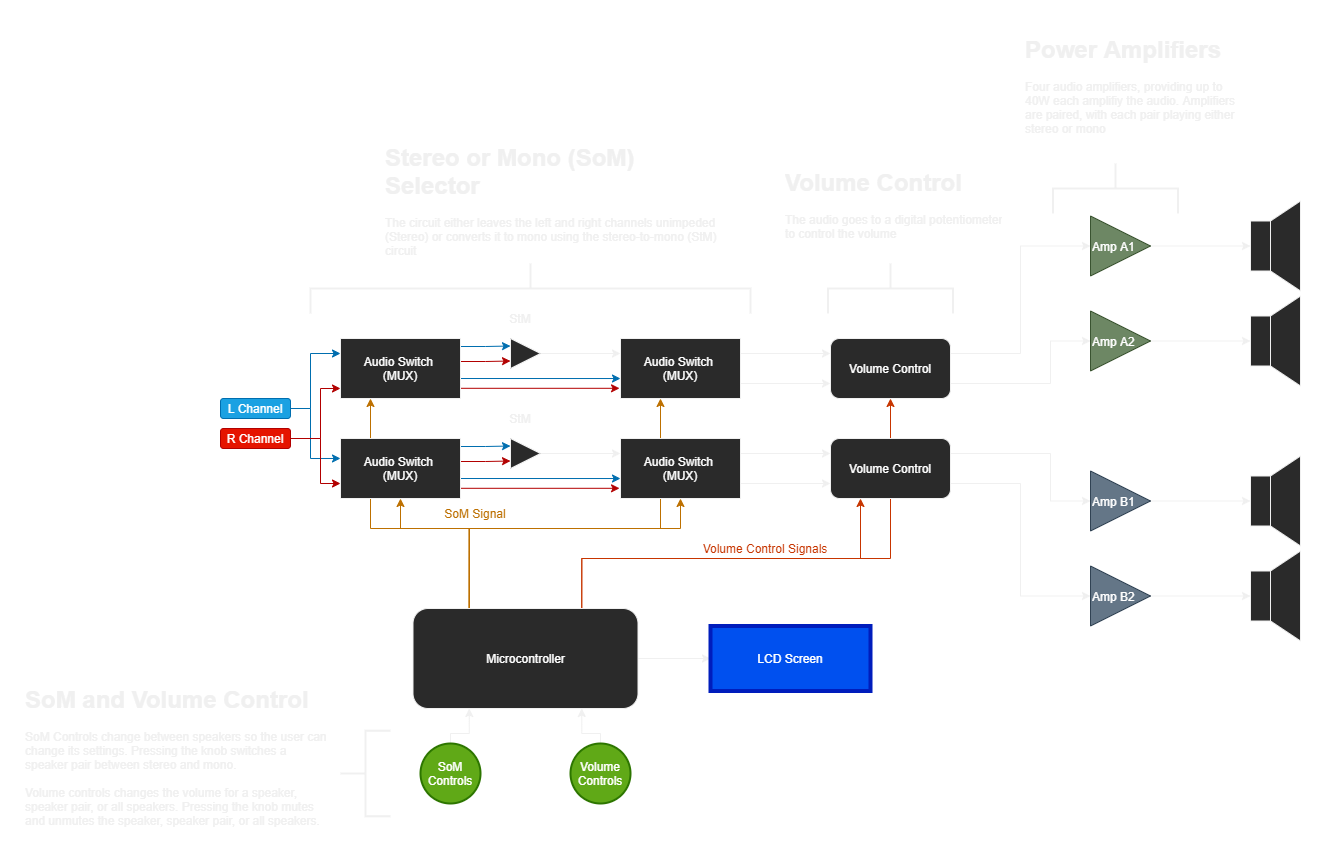 Power Amplifiers
Four audio amplifiers, providing up to
40W each amplifiy the audio. Amplifiers
are paired, with each pair playing either
stereo or mono
Stereo or Mono (SoM)
Selector
The circuit either leaves the left and right channels unimpeded
(Stereo) or converts it to mono using the stereo-to-mono (StM)
circuit
Volume Control
The audio goes to a digital potentiometer
to control the volume
Amp A1
StM
Amp A2
Audio Switch
(MUX)
Audio Switch
(MUX)
Volume Control
L Channel
R Channel
StM
Audio Switch
(MUX)
Audio Switch
(MUX)
Volume Control
Amp B1
SoM Signal
Volume Control Signals
Amp B2
Microcontroller
LCD Screen
SoM and Volume Control
SoM Controls change between speakers so the user can
change its settings. Pressing the knob switches a
speaker pair between stereo and mono.
Volume controls changes the volume for a speaker,
speaker pair, or all speakers. Pressing the knob mutes
and unmutes the speaker, speaker pair, or all speakers.
SoM
Controls
Volume
Controls